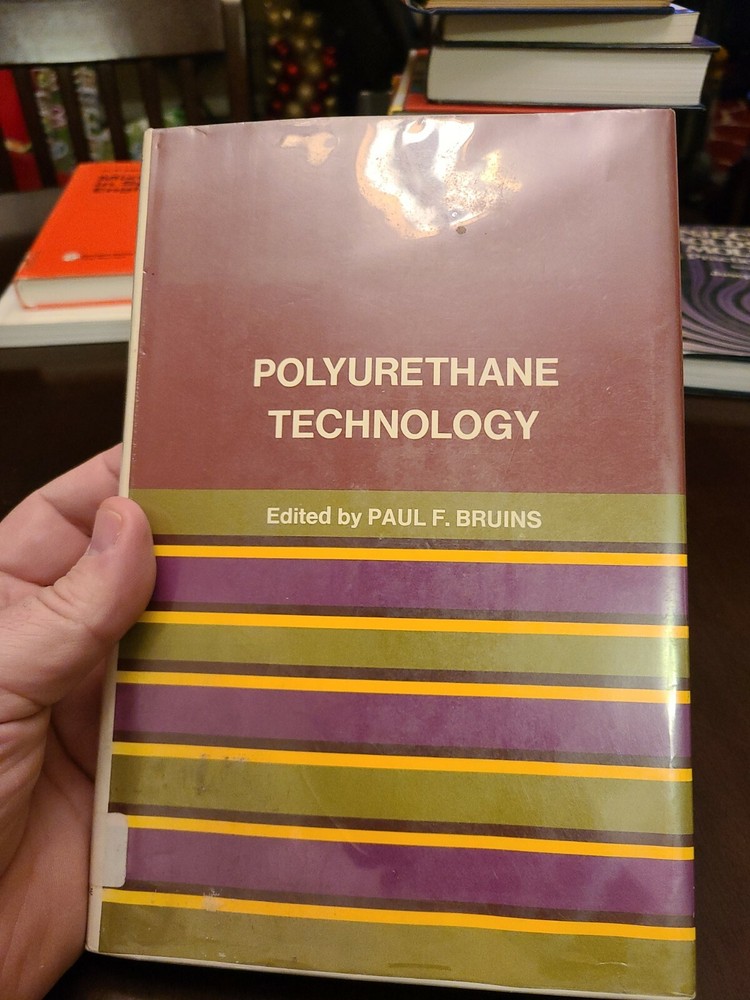 POLYURETHANE
TECHNOLOGY
Edited by PAUL F. BRUINS